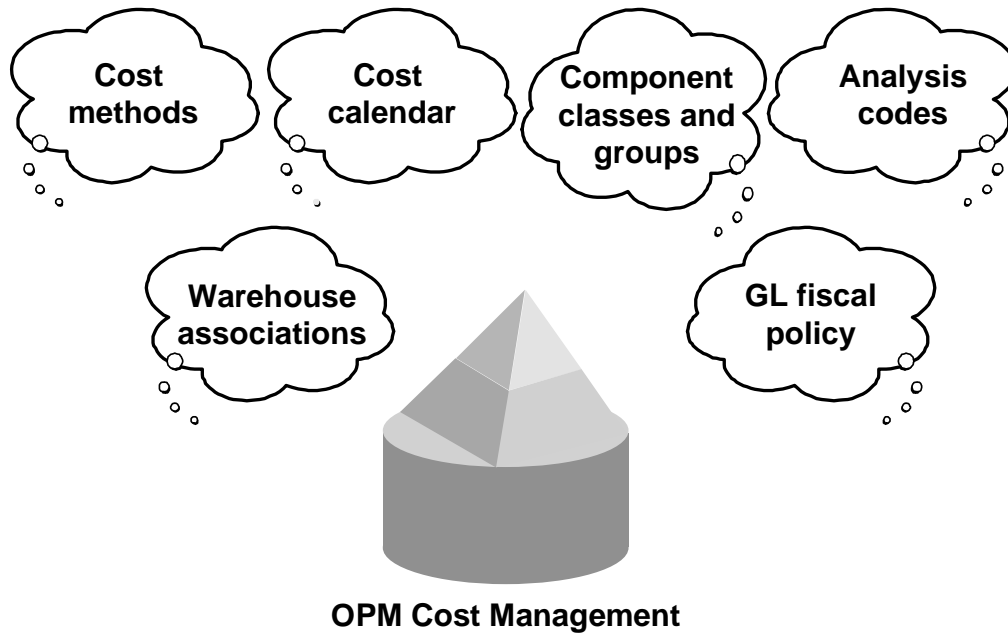 Cost
methods
Cost
calendar
Component
classes and
groups
Analysis
codes
Warehouse
associations
GL fiscal
policy
OPM Cost Management